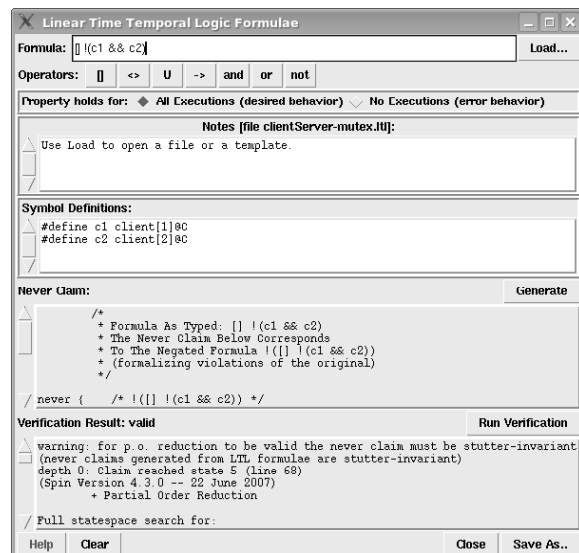 Linear Time Temporal Logic Formulae
Formula: [] !(c1 && c2) Load...
Operators: [] <> U -> and or not
Property holds for: All Executions (desired behavior) No Executions (error behavior)
Notes [file clientServer-mutex.ltl]:
Use Load to open a file or a template.
Symbol Definitions:
#define c1 client[1]@C
#define c2 client[2]@C
Never Claim: Generate
/*
* Formula As Typed: [] !(c1 && c2)
* The Never Claim Below Corresponds
* To The Negated Formula !([] !(c1 && c2))
* (formalizing violations of the original)
*/
never { /* !([] !(c1 && c2)) */
Verification Result: valid Run Verification
warning: for p.o. reduction to be valid the never claim must be stutter-invariant
(never claims generated from LTL formulae are stutter-invariant)
depth 0: Claim reached state 5 (line 68)
(Spin Version 4.3.0 -- 22 June 2007)
+ Partial Order Reduction
Full statespace search for:
Help Clear Close Save As..